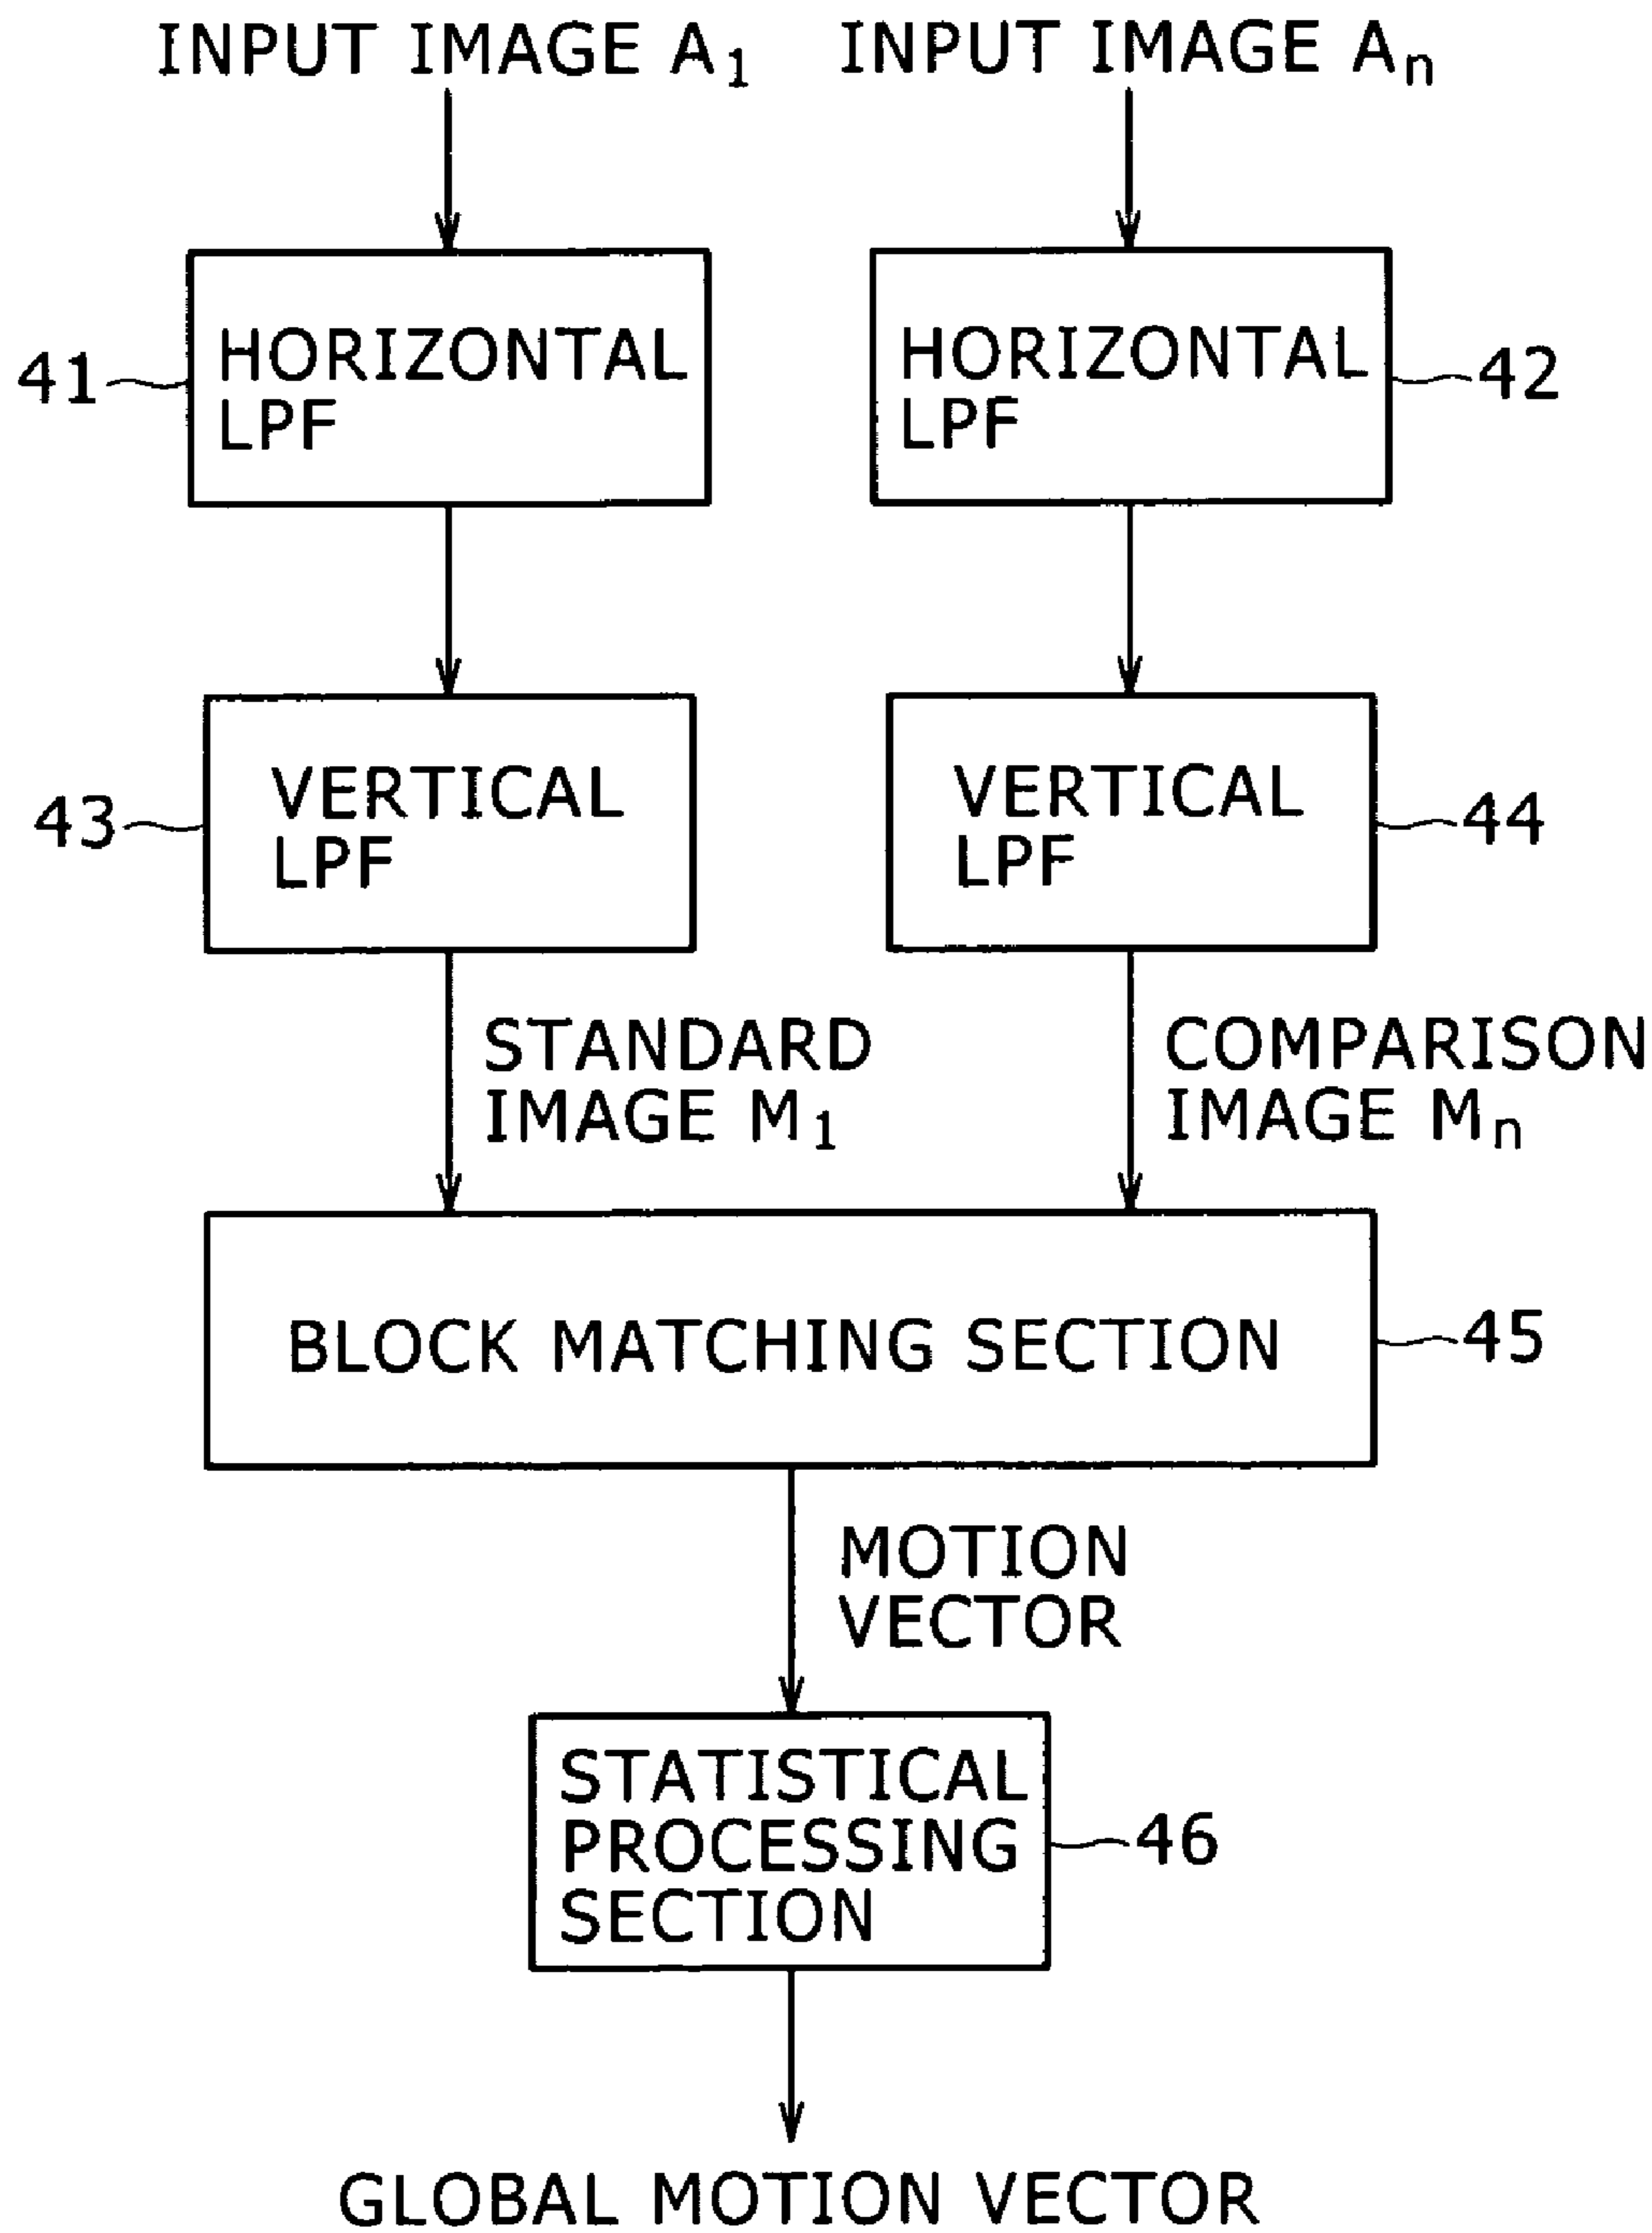 INPUT IMAGE A1
INPUT IMAGE An
41
HORIZONTAL
LPF
HORIZONTAL
LPF
42
43
VERTICAL
LPF
VERTICAL
LPF
44
STANDARD
IMAGE M1
COMPARISON
IMAGE Mn
BLOCK MATCHING SECTION
45
MOTION
VECTOR
STATISTICAL
PROCESSING
SECTION
46
GLOBAL MOTION VECTOR